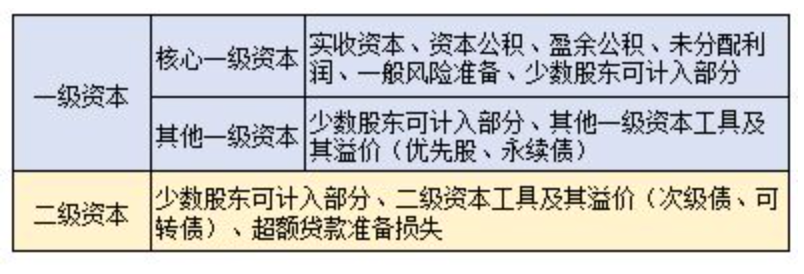 一级资本
核心一级资本
实收资本、资本公积、盈余公积、未分配利
润、一般风险准备、少数股东可计入部分
其他一级资本
少数股东可计入部分、其他一级资本工具及
其溢价（优先股、永续债）
二级资本
少数股东可计入部分、二级资本工具及其溢价（次级债、可
转债）、超额贷款准备损失